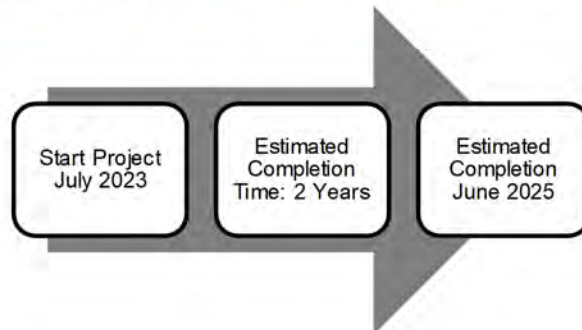 Start Project
July 2023
Estimated
Completion
Time: 2 Years
Estimated
Completion
June 2025